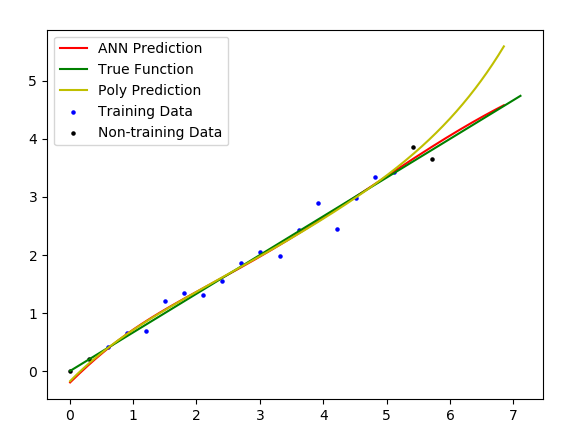 ANN Prediction
True Function
Poly Prediction
Training Data
Non-training Data
5
4
3
2
1
0
0 1 2 3 4 5 6 7